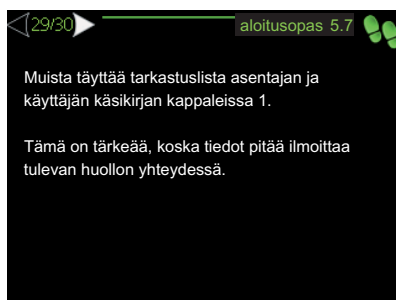 29/30
aloitusopas 5.7
Muista täyttää tarkastuslista asentajan ja
käyttäjän käsikirjan kappaleissa 1.
Tämä on tärkeää, koska tiedot pitää ilmoittaa
tulevan huollon yhteydessä.